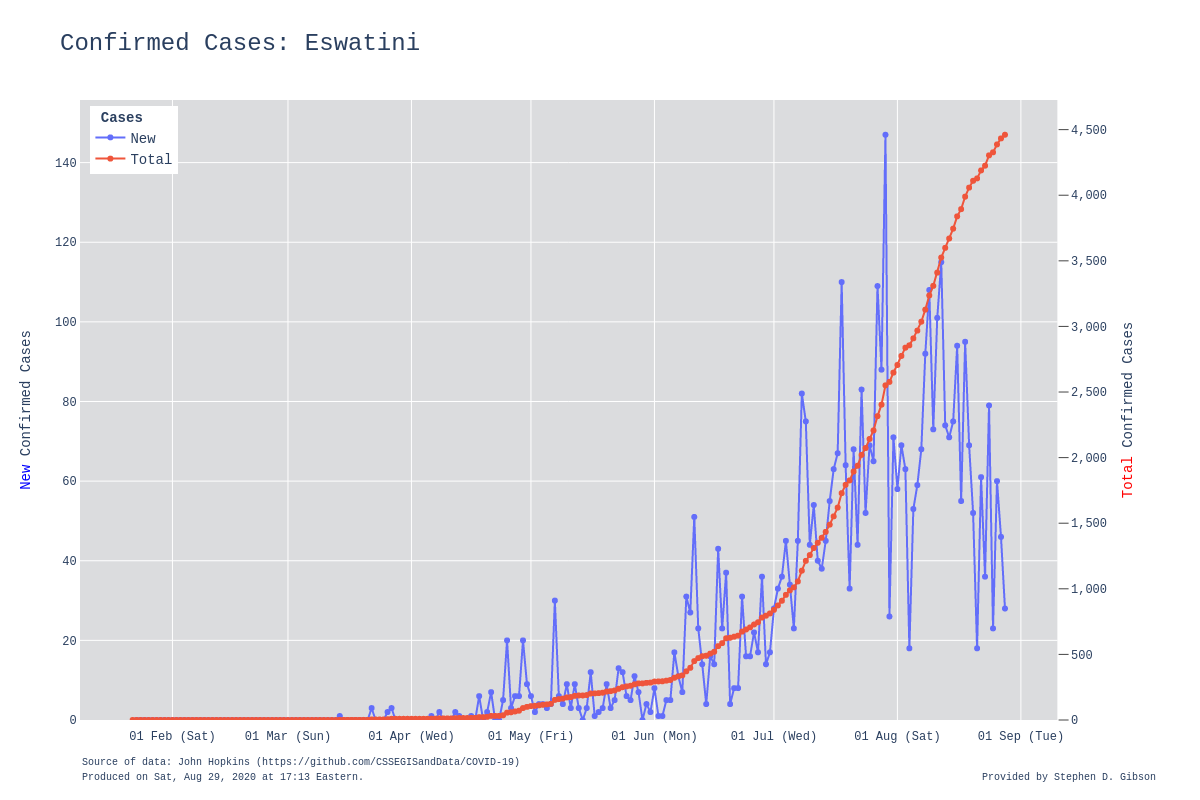 Confirmed Cases: Eswatini
Cases
New
Total
140
120
100
80
60
40
20
0
4,500
4,000
3,500
3,000
2,500
2,000
1,500
1,000
500
0
New Confirmed Cases
Total Confirmed Cases
01 Feb (Sat)
01 Mar (Sun)
01 Apr (Wed)
01 May (Fri)
01 Jun (Mon)
01 Jul (Wed)
01 Aug (Sat)
01 Sep (Tue)
Source of data: John Hopkins (https://github.com/CSSEGISandData/COVID-19)
Produced on Sat, Aug 29, 2020 at 17:13 Eastern.
Provided by Stephen D. Gibson